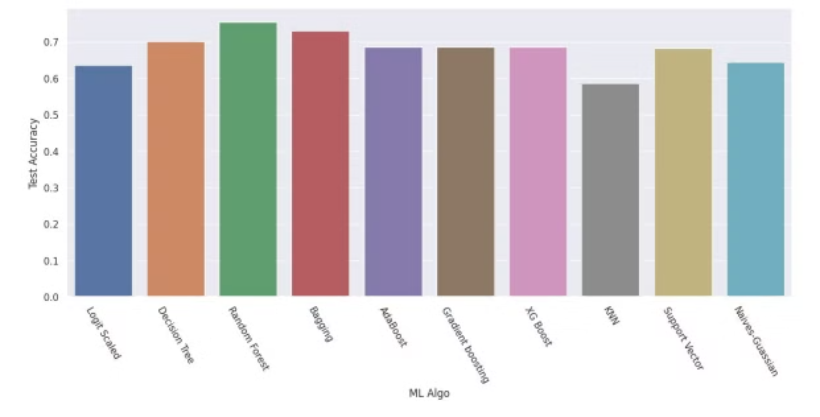 Test Accuracy
0.7
0.6
0.5
0.4
0.3
0.2
0.1
0.0
Logit Scaled
Decision Tree
Random Forest
Bagging
AdaBoost
Gradient boosting
XG Boost
KNN
Support Vector
Naives-Guassian
ML Algo